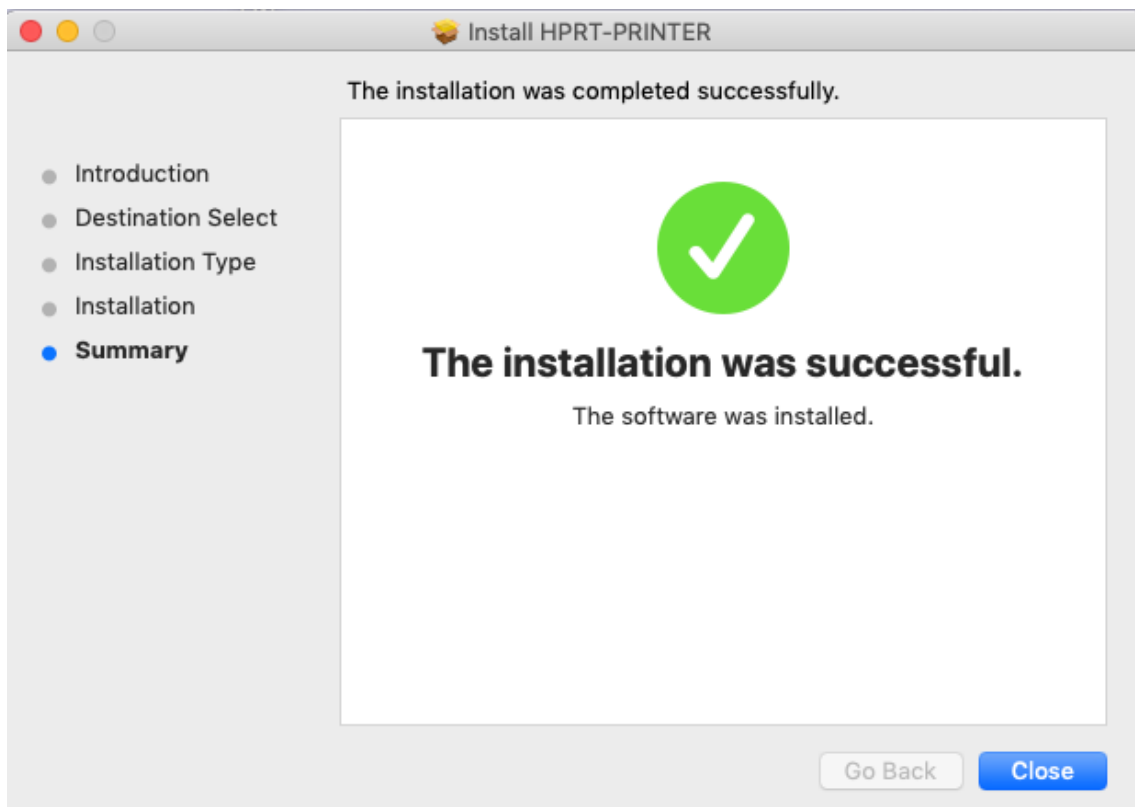 Install HPRT-PRINTER
The installation was completed successfully.
Introduction
Destination Select
Installation Type
Installation
Summary
The installation was successful.
The software was installed.
Go Back
Close